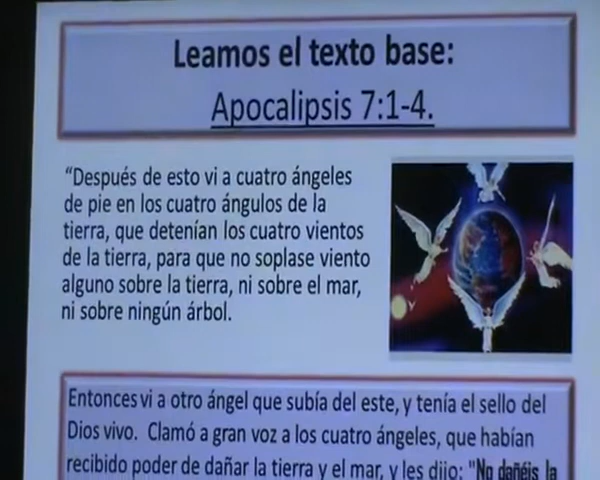 Leamos el texto base:
Apocalipsis 7:1-4.
“Después de esto vi a cuatro ángeles
de pie en los cuatro ángulos de la
tierra, que detenían los cuatro vientos
de la tierra, para que no soplase viento
alguno sobre la tierra, ni sobre el mar,
ni sobre ningún árbol.
Entonces vi a otro ángel que subía del este, y tenía el sello del
Dios vivo. Clamó a gran voz a los cuatro ángeles, que habían
recibido poder de dañar la tierra y el mar, y les dijo: "No dañéis la